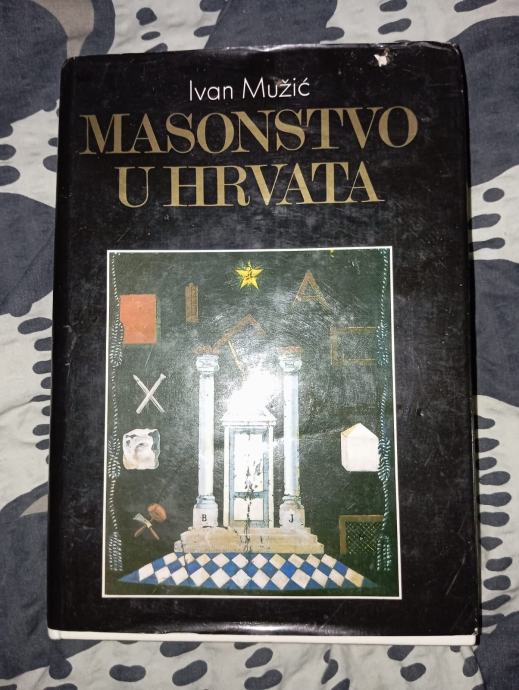 Ivan Mužić
MASONSTVO
U HRVATA
B J